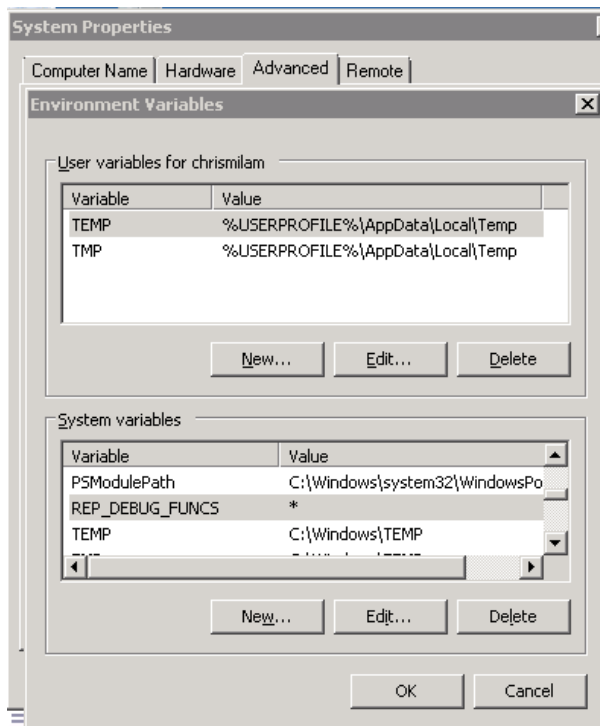 System Properties
Computer Name Hardware Advanced Remote
Environment Variables
User variables for chrismilam
Variable Value
TEMP %USERPROFILE%\AppData\Local\Temp
TMP %USERPROFILE%\AppData\Local\Temp
New... Edit... Delete
System variables
Variable Value
PSModulePath C:\Windows\system32\WindowsPo
REP_DEBUG_FUNCS *
TEMP C:\Windows\TEMP
New... Edit... Delete
OK Cancel